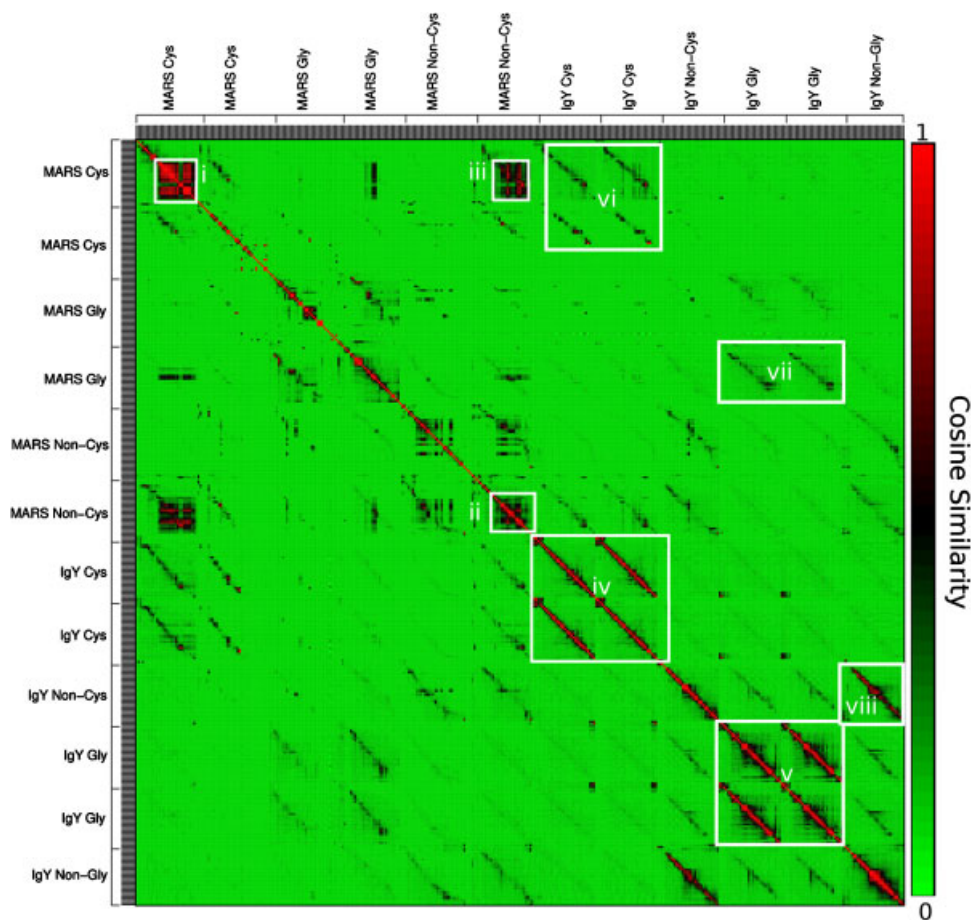 MARS Cys
MARS Cys
MARS Gly
MARS Gly
MARS Non-Cys
MARS Non-Cys
IgY Cys
IgY Cys
IgY Non-Cys
IgY Gly
IgY Gly
IgY Non-Gly
1
MARS Cys
i
iii
vi
MARS Cys
MARS Gly
MARS Gly
vii
MARS Non-Cys
MARS Non-Cys
ii
IgY Cys
iv
IgY Cys
IgY Non-Cys
viii
IgY Gly
v
IgY Gly
IgY Non-Gly
Cosine Similarity
0